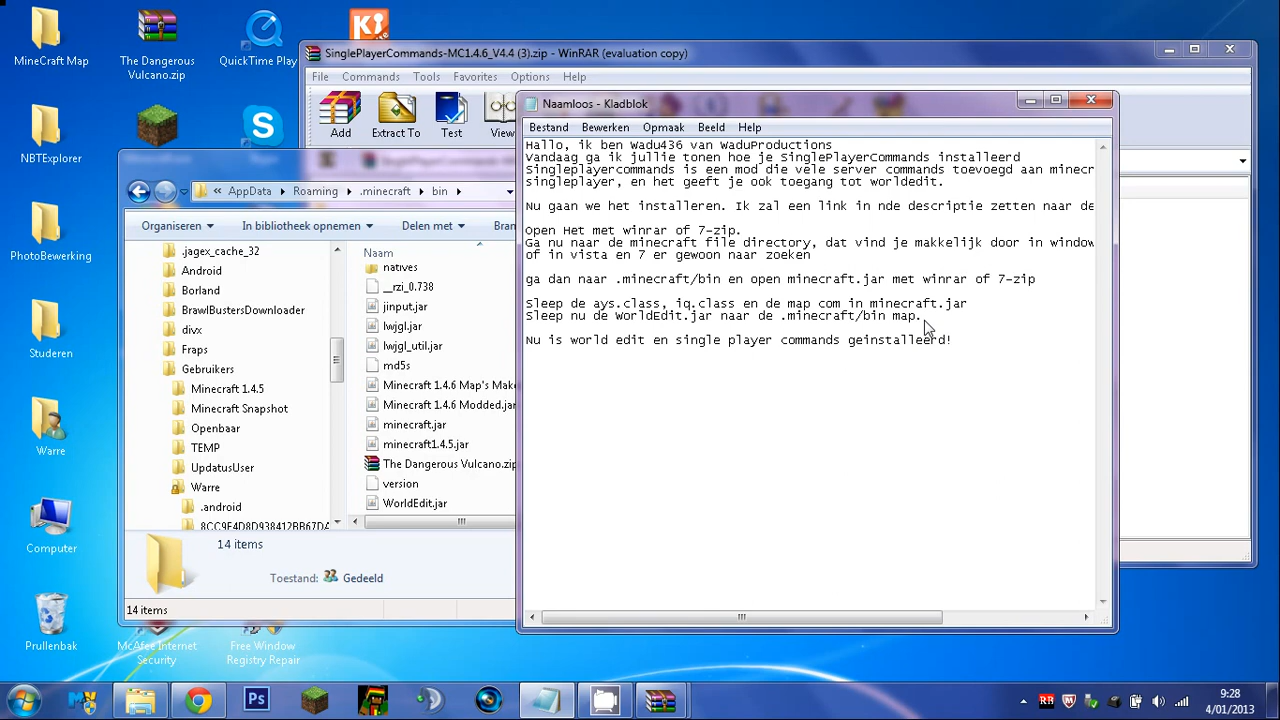 MineCraft Map
The Dangerous Vulcano.zip
QuickTime Play
NBTExplorer
PhotoBewerking
Studeren
Warre
Computer
Prullenbak
McAfee Internet Security
Free Window Registry Repair
SinglePlayerCommands-MC1.4.6_V4.4 (3).zip - WinRAR (evaluation copy)
File Commands Tools Favorites Options Help
Add Extract To Test View
AppData Roaming .minecraft bin
Organiseren In bibliotheek opnemen Delen met Bran
.jagex_cache_32
Android
Borland
BrawlBustersDownloader
divx
Fraps
Gebruikers
Minecraft 1.4.5
Minecraft Snapshot
Openbaar
TEMP
UpdatusUser
Warre
.android
8CC9F4D8D938412BB67DA
Naam
natives
__rzi_0.738
jinput.jar
lwjgl.jar
lwjgl_util.jar
md5s
Minecraft 1.4.6 Map's Make
Minecraft 1.4.6 Modded.jar
minecraft.jar
minecraft1.4.5.jar
The Dangerous Vulcano.zip
version
WorldEdit.jar
14 items
Toestand: Gedeeld
14 items
Naamloos - Kladblok
Bestand Bewerken Opmaak Beeld Help
Hallo, ik ben Wadu436 van WaduProductions
Vandaag ga ik jullie tonen hoe je SinglePlayerCommands installeerd
Singleplayercommands is een mod die vele server commands toevoegd aan minecr
singleplayer, en het geeft je ook toegang tot worldedit.
Nu gaan we het installeren. Ik zal een link in nde descriptie zetten naar de
Open Het met winrar of 7-zip.
Ga nu naar de minecraft file directory, dat vind je makkelijk door in window
of in vista en 7 er gewoon naar zoeken
ga dan naar .minecraft/bin en open minecraft.jar met winrar of 7-zip
Sleep de ays.class, iq.class en de map com in minecraft.jar
Sleep nu de WorldEdit.jar naar de .minecraft/bin map.
Nu is world edit en single player commands geinstalleerd!
9:28
4/01/2013